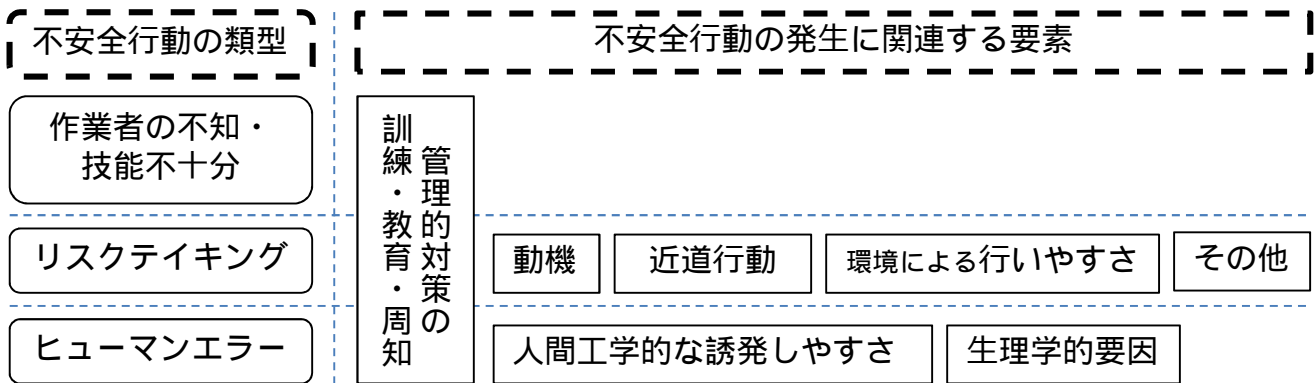 不安全行動の類型
不安全行動の発生に関連する要素
作業者の不知・
技能不十分
管理的対策の
訓練・教育・周知
リスクテイキング
動機
近道行動
環境による行いやすさ
その他
ヒューマンエラー
人間工学的な誘発しやすさ
生理学的要因